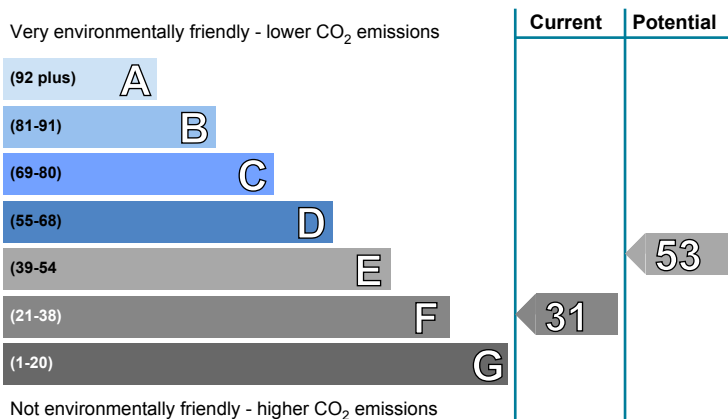 Current Potential
Very environmentally friendly - lower CO2 emissions
(92 plus) A
(81-91) B
(69-80) C
(55-68) D
53
(39-54 E
(21-38) F 31
(1-20) G
Not environmentally friendly - higher CO2 emissions